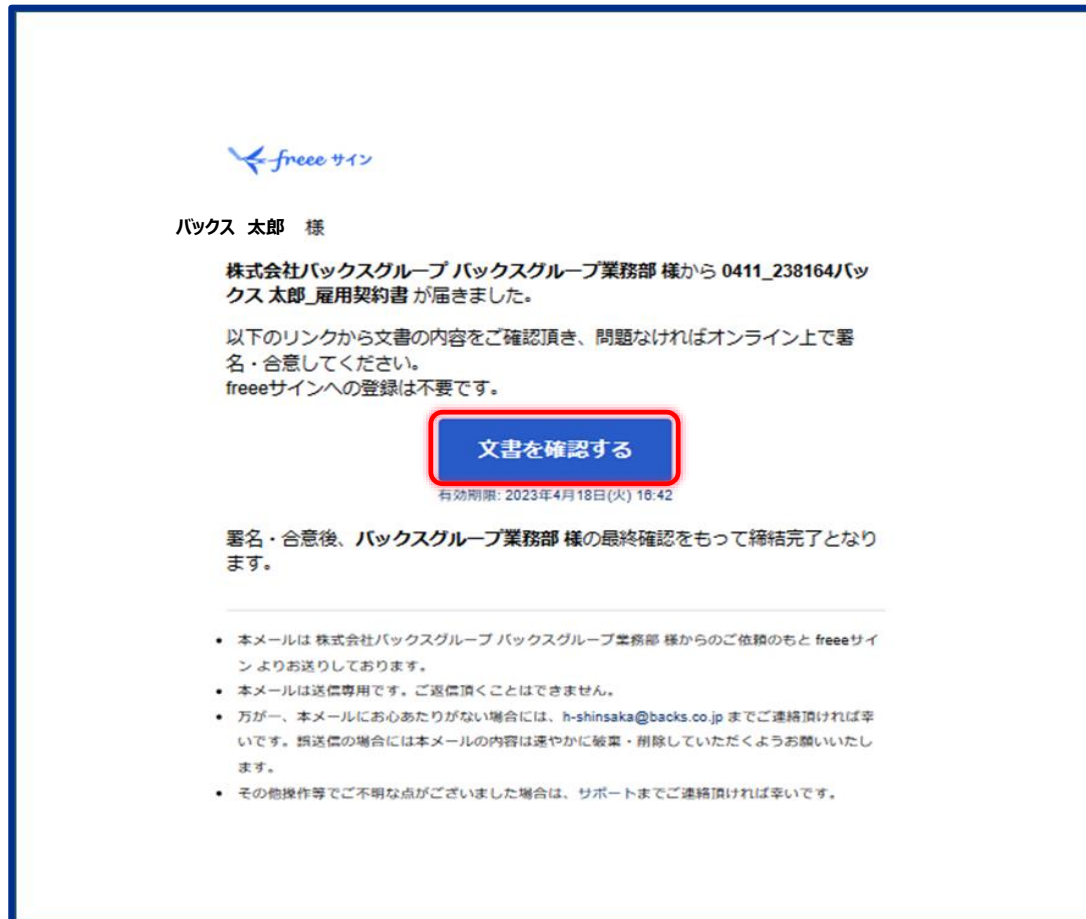 freee サイン
バックス 太郎 様
株式会社バックスグループ バックスグループ業務部 様から 0411_238164バッ
クス 太郎_雇用契約書 が届きました。
以下のリンクから文書の内容をご確認頂き、問題なければオンライン上で署
名・合意してください。
freeeサインへの登録は不要です。
文書を確認する
有効期限: 2023年4月18日(火) 16:42
署名・合意後、バックスグループ業務部 様の最終確認をもって締結完了となり
ます。
• 本メールは 株式会社バックスグループ バックスグループ業務部 様からのご依頼のもと freeeサイ
ン よりお送りしております。
• 本メールは送信専用です。ご返信頂くことはできません。
• 万が一、本メールにお心あたりがない場合には、h-shinsaka@backs.co.jp までご連絡頂ければ幸
いです。誤送信の場合には本メールの内容は速やかに破棄・削除していただくようお願いいたし
ます。
• その他操作等でご不明な点がございました場合は、サポートまでご連絡頂ければ幸いです。